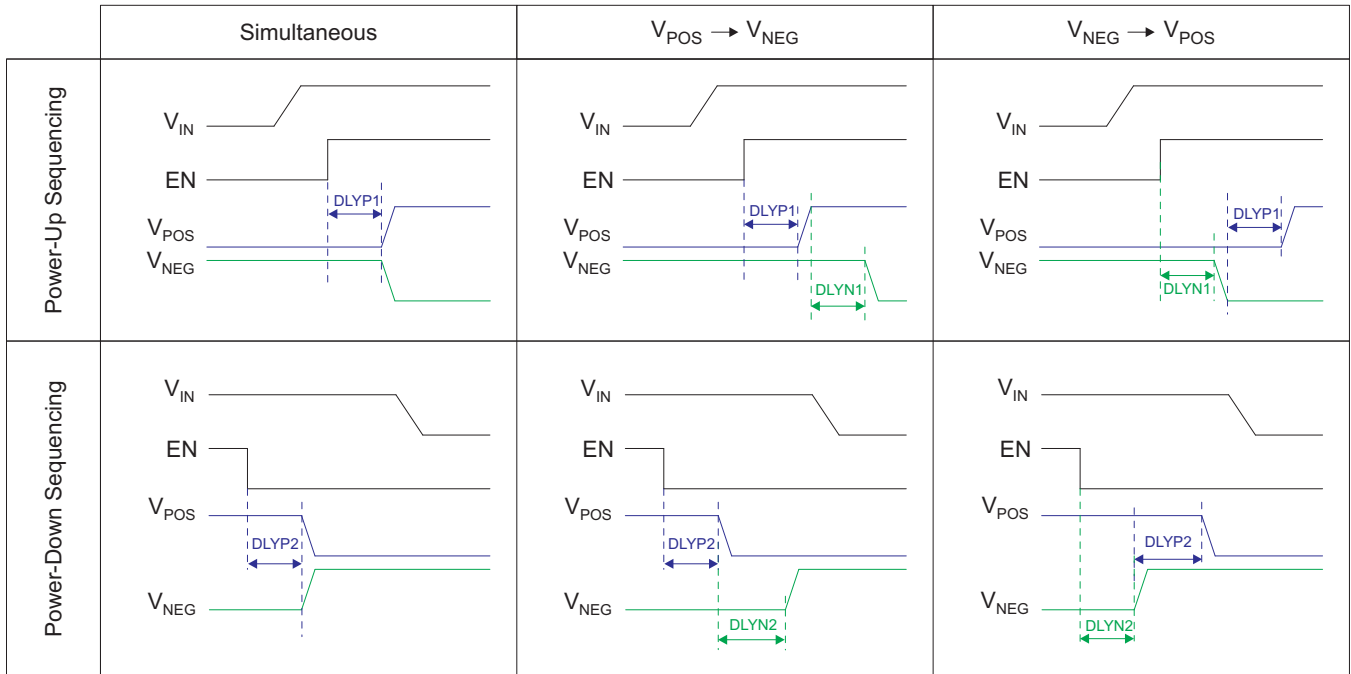 Simultaneous
VPOS → VNEG
VNEG → VPOS
Power-Up Sequencing
VIN
EN
DLYP1
VPOS
VNEG
VIN
EN
DLYP1
VPOS
VNEG
DLYN1
VIN
EN
DLYP1
VPOS
VNEG
DLYN1
Power-Down Sequencing
VIN
EN
VPOS
DLYP2
VNEG
VIN
EN
VPOS
DLYP2
VNEG
DLYN2
VIN
EN
VPOS
DLYP2
VNEG
DLYN2